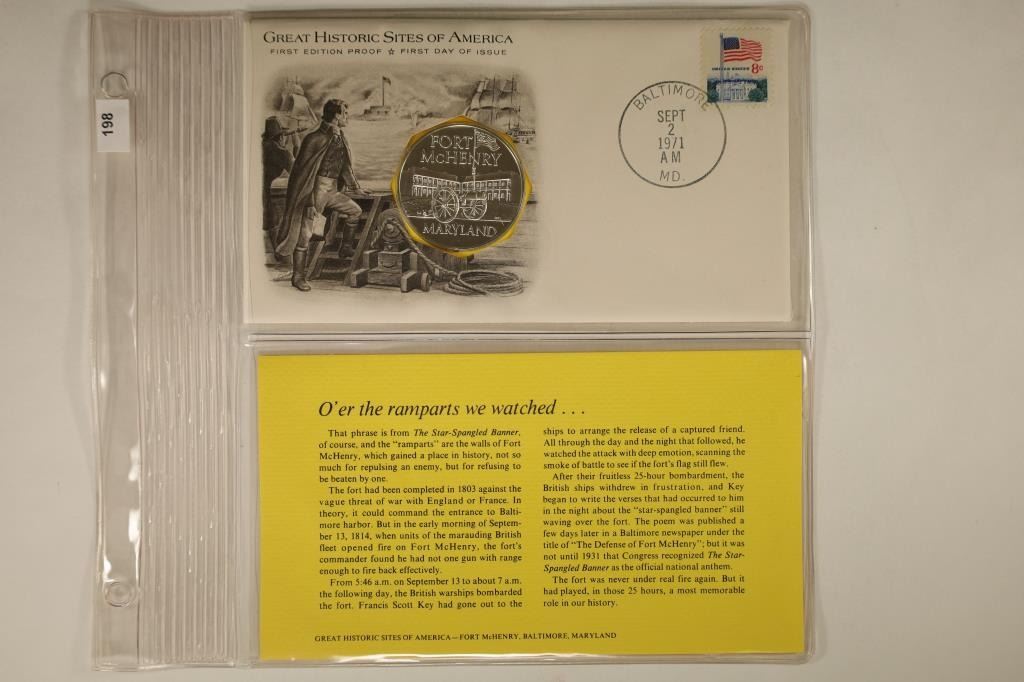 GREAT HISTORIC SITES OF AMERICA
FIRST EDITION PROOF ☆ FIRST DAY OF ISSUE
8c
BALTIMORE
SEPT
2
1971
AM
MD.
198
FORT
McHENRY
MARYLAND
O'er the ramparts we watched . . .
That phrase is from The Star-Spangled Banner,
of course, and the "ramparts" are the walls of Fort
McHenry, which gained a place in history, not so
much for repulsing an enemy, but for refusing to
be beaten by one.
The fort had been completed in 1803 against the
vague threat of war with England or France. In
theory, it could command the entrance to Balti-
more harbor. But in the early morning of Septem-
ber 13, 1814, when units of the marauding British
fleet opened fire on Fort McHenry, the fort's
commander found he had not one gun with range
enough to fire back effectively.
From 5:46 a.m. on September 13 to about 7 a.m.
the following day, the British warships bombarded
the fort. Francis Scott Key had gone out to the
ships to arrange the release of a captured friend.
All through the day and the night that followed, he
watched the attack with deep emotion, scanning the
smoke of battle to see if the fort's flag still flew.
After their fruitless 25-hour bombardment, the
British ships withdrew in frustration, and Key
began to write the verses that had occurred to him
in the night about the "star-spangled banner" still
waving over the fort. The poem was published a
few days later in a Baltimore newspaper under the
title of "The Defense of Fort McHenry"; but it was
not until 1931 that Congress recognized The Star-
Spangled Banner as the official national anthem.
The fort was never under real fire again. But it
had played, in those 25 hours, a most memorable
role in our history.
GREAT HISTORIC SITES OF AMERICA—FORT McHENRY, BALTIMORE, MARYLAND